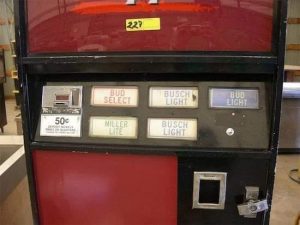 227
BUD
SELECT
BUSCH
LIGHT
BUD
LIGHT
MILLER
LITE
BUSCH
LIGHT
50¢